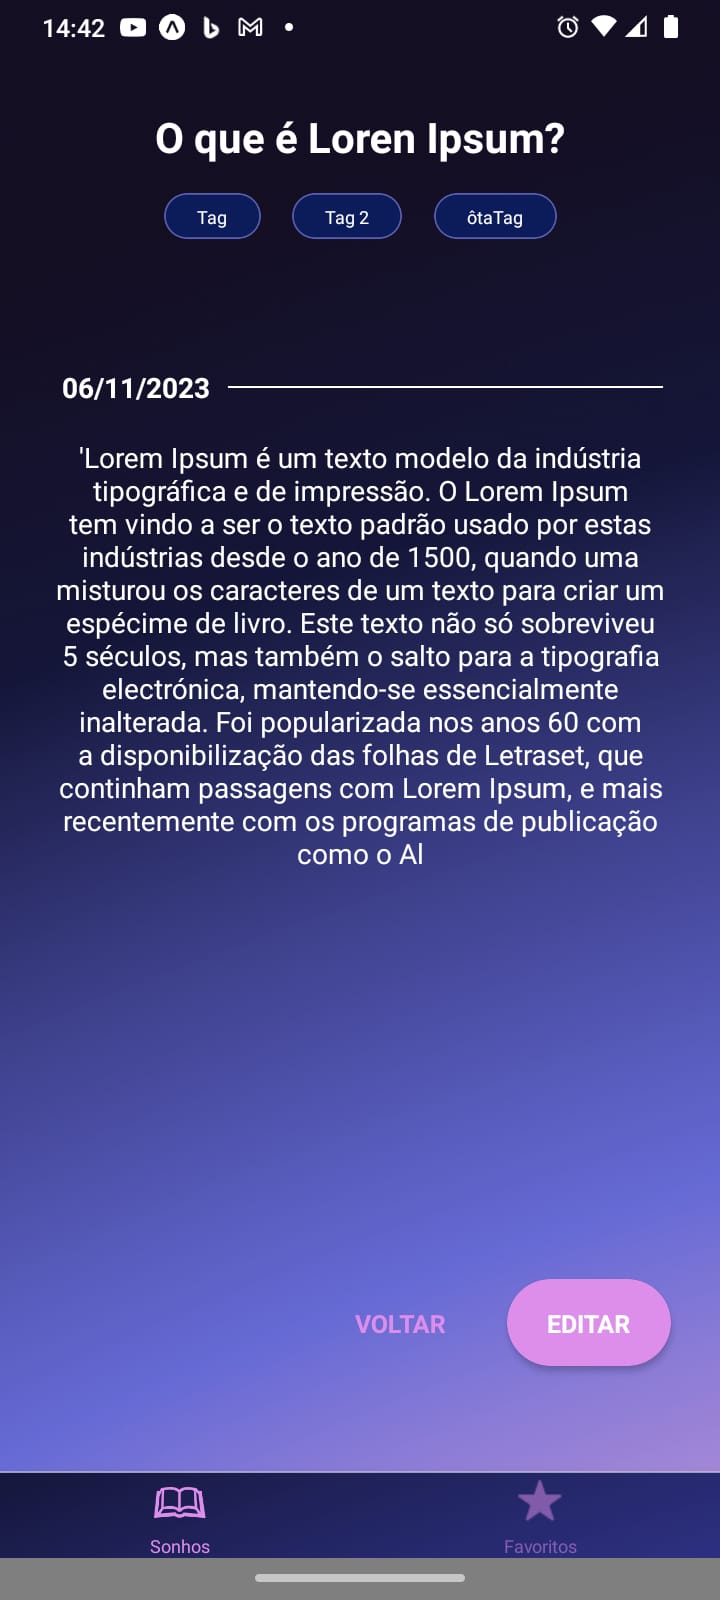 14:42
O que é Loren Ipsum?
Tag
Tag 2
ôtaTag
06/11/2023
'Lorem Ipsum é um texto modelo da indústria
tipográfica e de impressão. O Lorem Ipsum
tem vindo a ser o texto padrão usado por estas
indústrias desde o ano de 1500, quando uma
misturou os caracteres de um texto para criar um
espécime de livro. Este texto não só sobreviveu
5 séculos, mas também o salto para a tipografia
electrónica, mantendo-se essencialmente
inalterada. Foi popularizada nos anos 60 com
a disponibilização das folhas de Letraset, que
continham passagens com Lorem Ipsum, e mais
recentemente com os programas de publicação
como o Al
VOLTAR
EDITAR
Sonhos
Favoritos